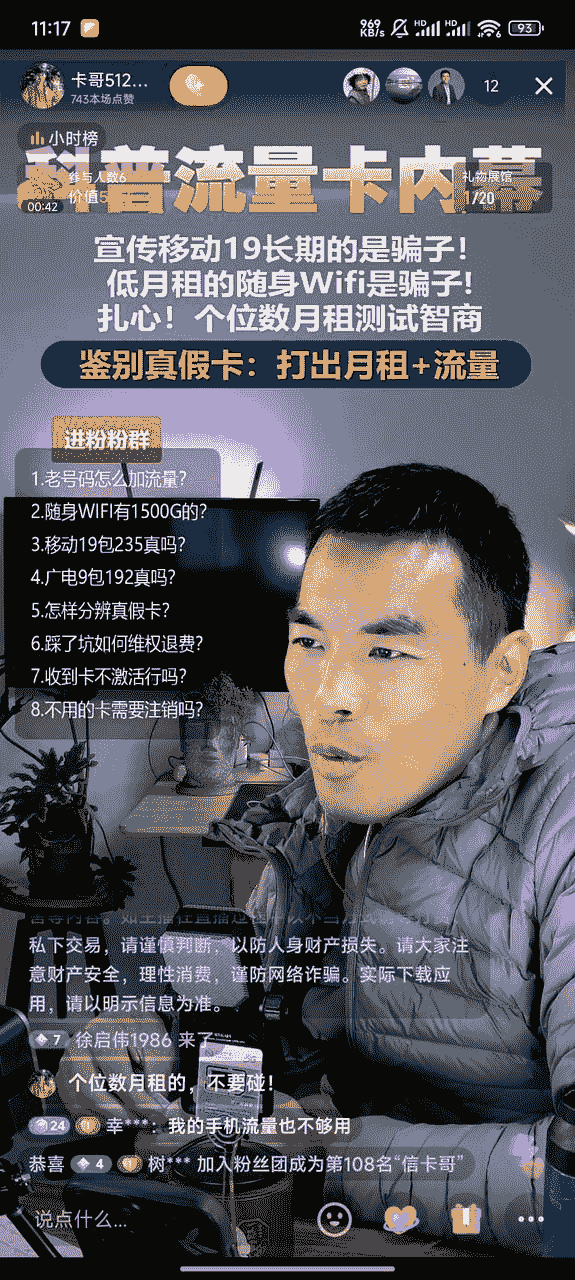 11:17
969 KB/s
HD HD 6 93
卡哥512...
743本场点赞
12
小时榜
科普流量卡内幕
参与人数6
价值5
00:42
礼物展馆
1/20
宣传移动19长期的是骗子！
低月租的随身Wifi是骗子！
扎心！个位数月租测试智商
鉴别真假卡：打出月租+流量
进粉粉群
1.老号码怎么加流量？
2.随身WIFI有1500G的？
3.移动19包235真吗？
4.广电9包192真吗？
5.怎样分辨真假卡？
6.踩了坑如何维权退费？
7.收到卡不激活行吗？
8.不用的卡需要注销吗？
私下交易，请谨慎判断，以防人身财产损失。请大家注
意财产安全，理性消费，谨防网络诈骗。实际下载应
用，请以明示信息为准。
7 徐启伟1986 来了
个位数月租的，不要碰！
24 幸***：我的手机流量也不够用
恭喜 4 树*** 加入粉丝团成为第108名“信卡哥”
说点什么...